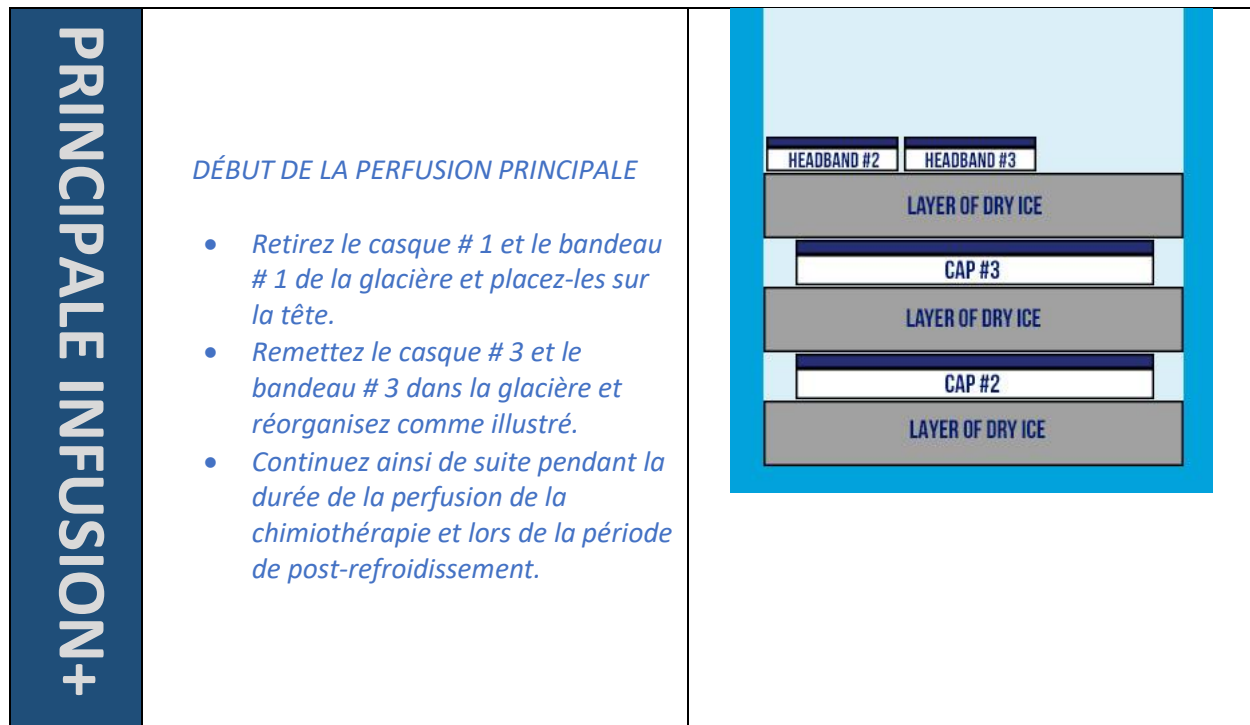 PRINCIPALE INFUSION+
DÉBUT DE LA PERFUSION PRINCIPALE
• Retirez le casque # 1 et le bandeau
# 1 de la glacière et placez-les sur
la tête.
• Remettez le casque # 3 et le
bandeau # 3 dans la glacière et
réorganisez comme illustré.
• Continuez ainsi de suite pendant la
durée de la perfusion de la
chimiothérapie et lors de la période
de post-refroidissement.
HEADBAND #2 HEADBAND #3
LAYER OF DRY ICE
CAP #3
LAYER OF DRY ICE
CAP #2
LAYER OF DRY ICE